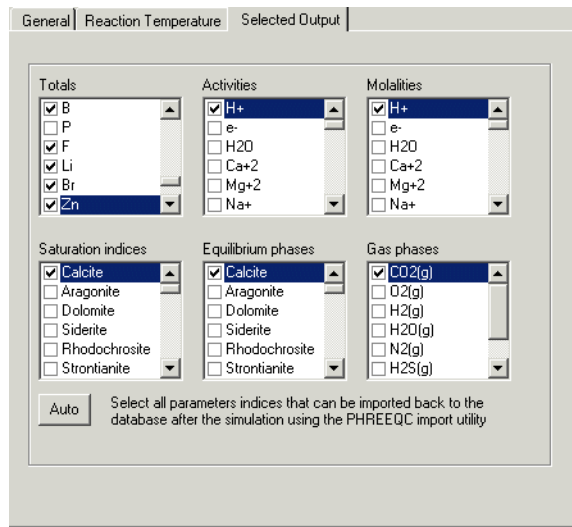 General
Reaction Temperature
Selected Output
Totals
B
P
F
Li
Br
Zn
Activities
H+
e-
H2O
Ca+2
Mg+2
Na+
Molalities
H+
e-
H2O
Ca+2
Mg+2
Na+
Saturation indices
Calcite
Aragonite
Dolomite
Siderite
Rhodochrosite
Strontianite
Equilibrium phases
Calcite
Aragonite
Dolomite
Siderite
Rhodochrosite
Strontianite
Gas phases
CO2(g)
O2(g)
H2(g)
H2O(g)
N2(g)
H2S(g)
Auto
Select all parameters indices that can be imported back to the
database after the simulation using the PHREEQC import utility